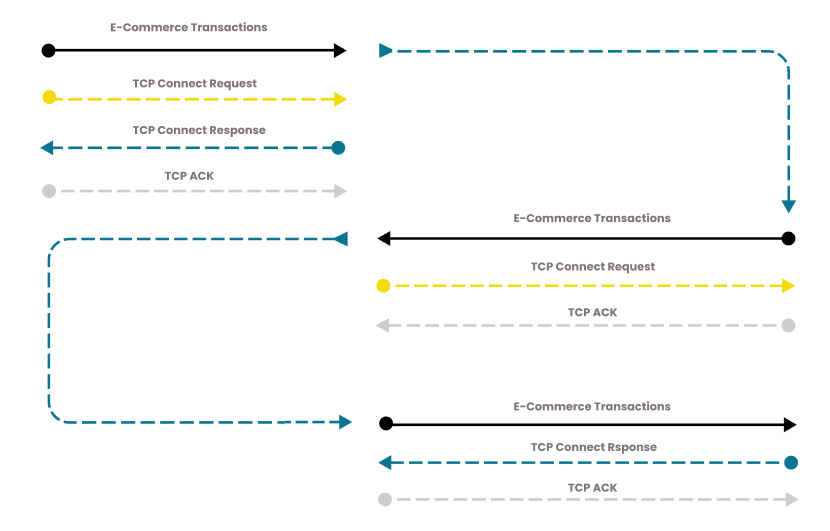 E-Commerce Transactions
TCP Connect Request
TCP Connect Response
TCP ACK
E-Commerce Transactions
TCP Connect Request
TCP ACK
E-Commerce Transactions
TCP Connect Rsponse
TCP ACK